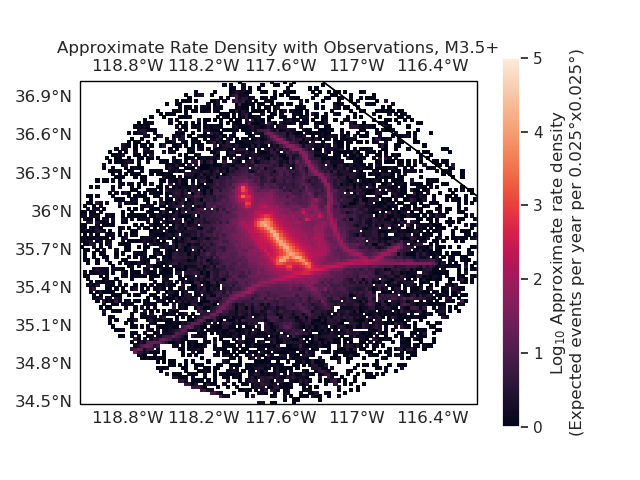 Approximate Rate Density with Observations, M3.5+
118.8°W 118.2°W 117.6°W 117°W 116.4°W
36.9°N
36.6°N
36.3°N
36°N
35.7°N
35.4°N
35.1°N
34.8°N
34.5°N
118.8°W 118.2°W 117.6°W 117°W 116.4°W
5
4
3
2
1
0
Log₁₀ Approximate rate density
(Expected events per year per 0.025°x0.025°)